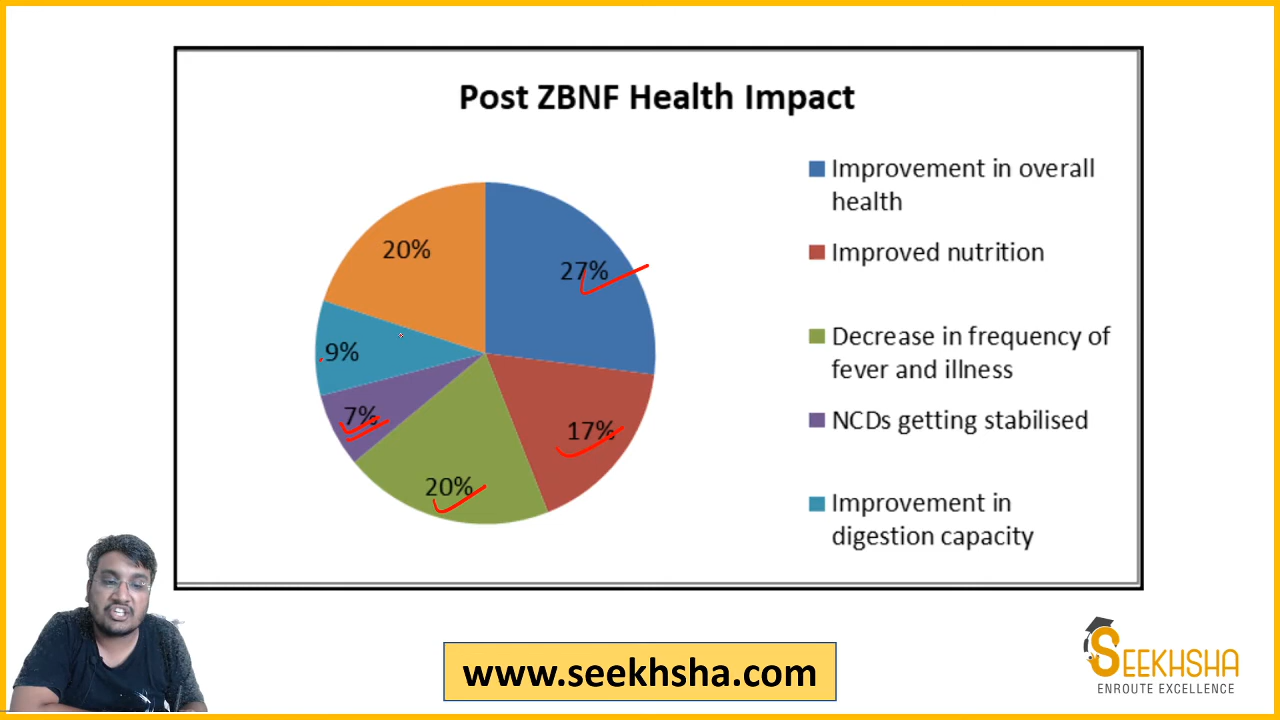 Post ZBNF Health Impact
20%
27%
9%
7%
17%
20%
Improvement in overall
health
Improved nutrition
Decrease in frequency of
fever and illness
NCDs getting stabilised
Improvement in
digestion capacity
www.seekhsha.com
SEEKHSHA
ENROUTE EXCELLENCE